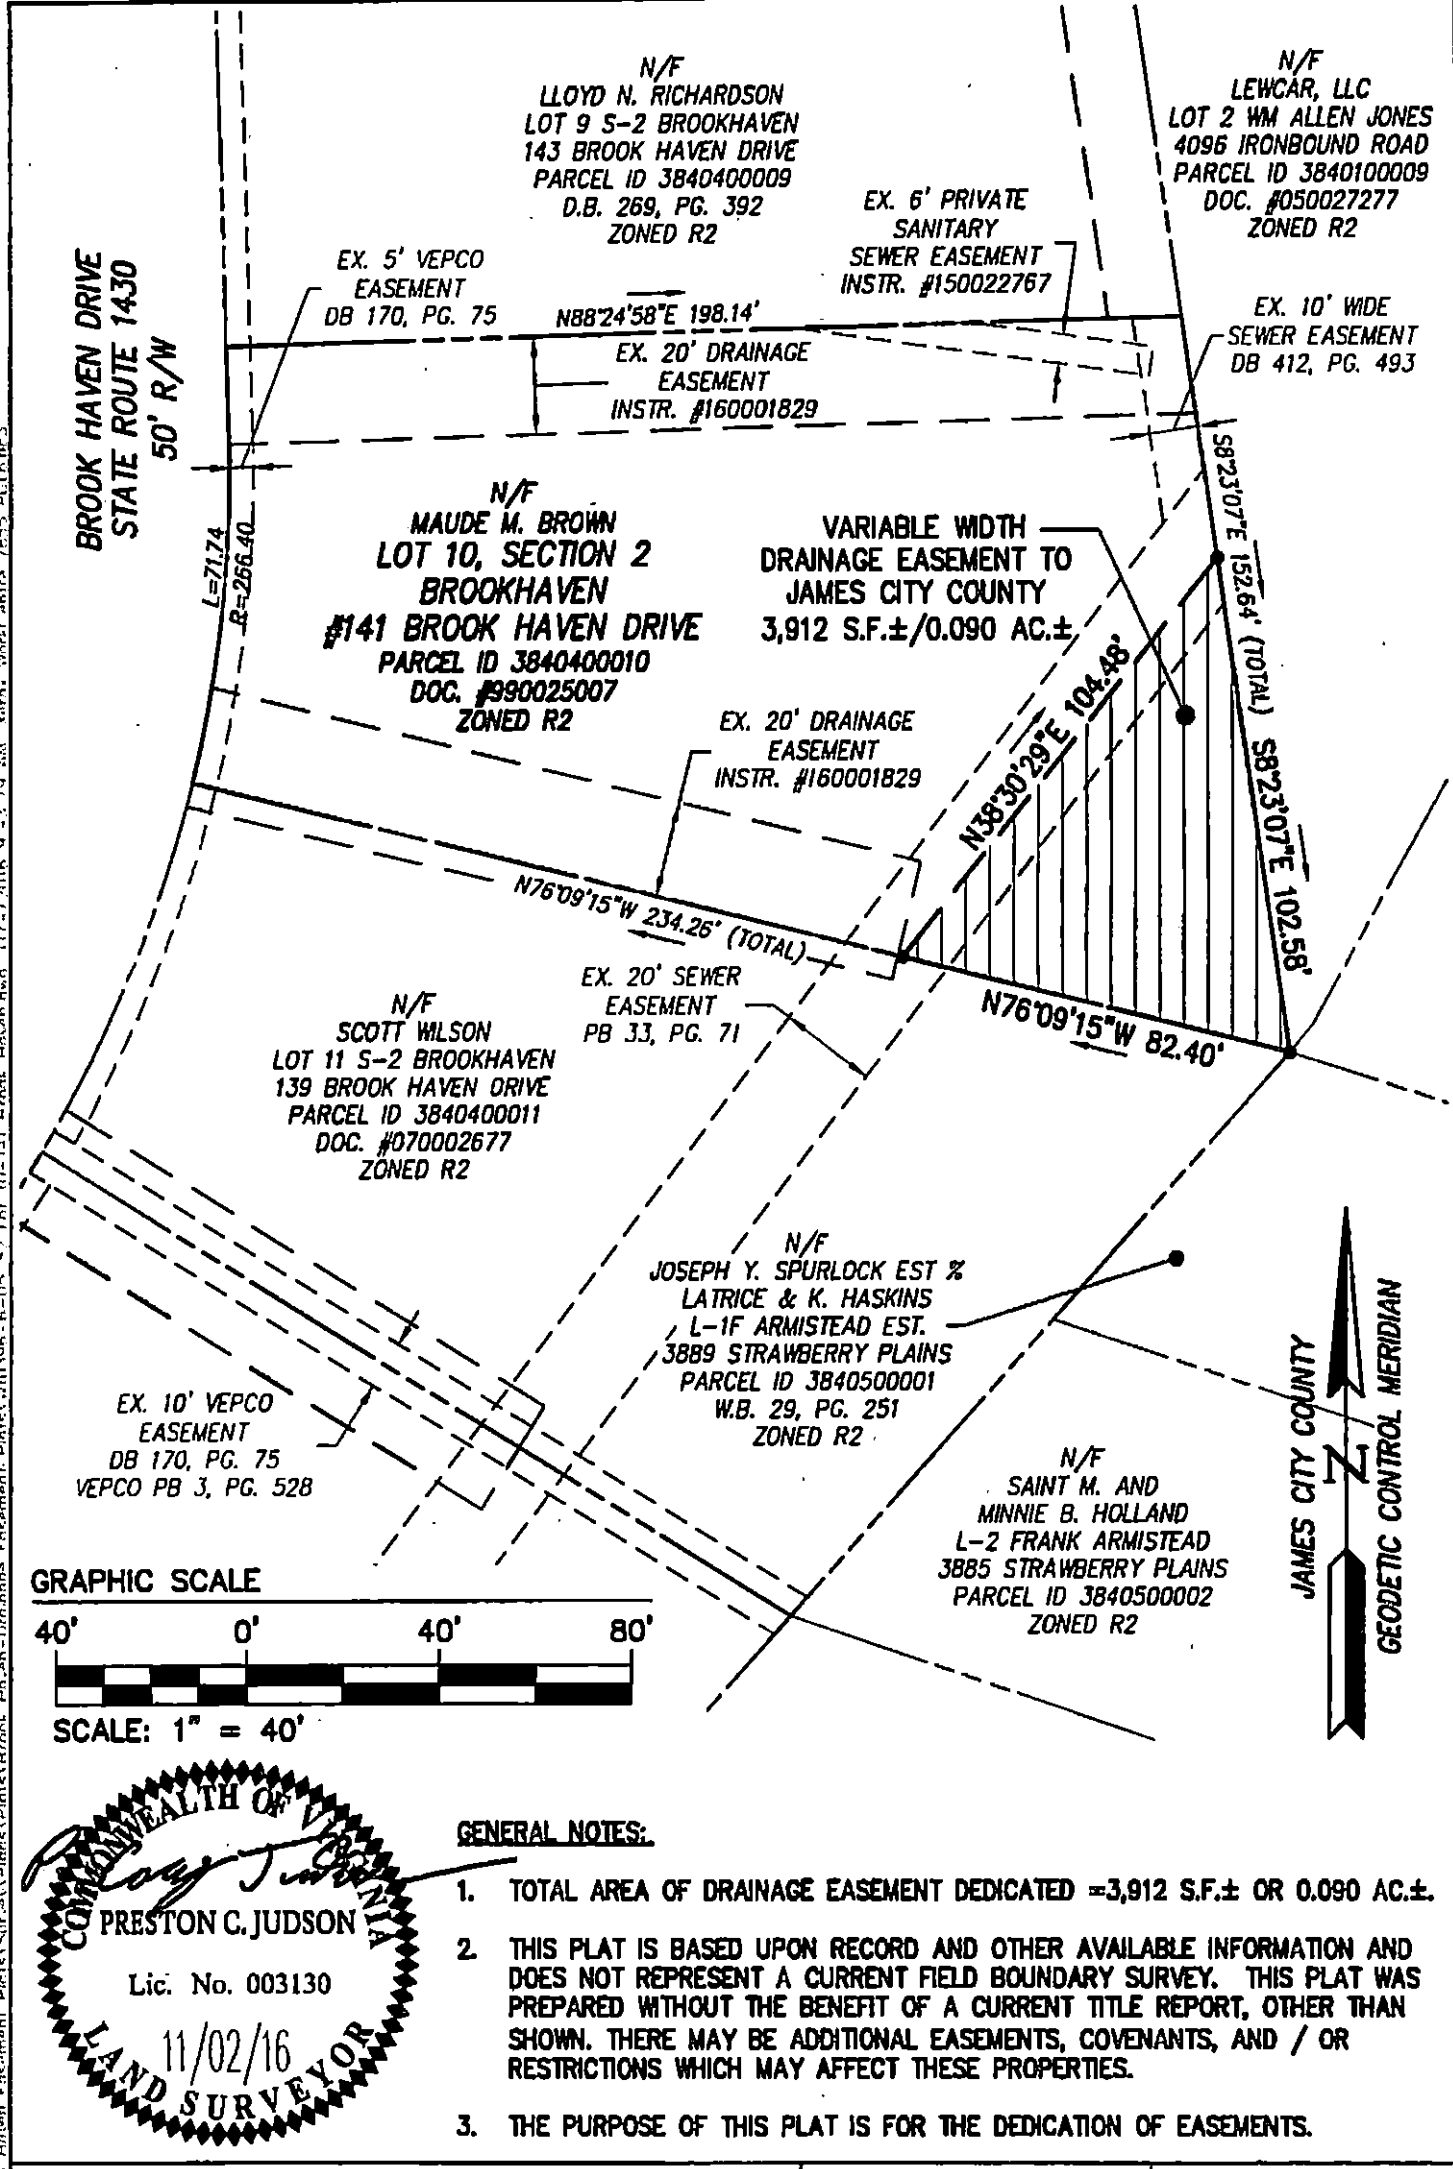 N/F
LLOYD N. RICHARDSON
LOT 9 S-2 BROOKHAVEN
143 BROOK HAVEN DRIVE
PARCEL ID 3840400009
D.B. 269, PG. 392
ZONED R2
N/F
LEWCAR, LLC
LOT 2 WM ALLEN JONES
4096 IRONBOUND ROAD
PARCEL ID 3840100009
DOC. #050027277
ZONED R2
EX. 6' PRIVATE
SANITARY
SEWER EASEMENT
INSTR. #150022767
EX. 5' VEPCO
EASEMENT
DB 170, PG. 75
BROOK HAVEN DRIVE
STATE ROUTE 1430
50' R/W
N88°24'58"E 198.14'
EX. 10' WIDE
SEWER EASEMENT
DB 412, PG. 493
EX. 20' DRAINAGE
EASEMENT
INSTR. #160001829
S8°23'07"E 152.64' (TOTAL)
L=71.74
R=266.40
N/F
MAUDE M. BROWN
LOT 10, SECTION 2
BROOKHAVEN
#141 BROOK HAVEN DRIVE
PARCEL ID 3840400010
DOC. #990025007
ZONED R2
VARIABLE WIDTH
DRAINAGE EASEMENT TO
JAMES CITY COUNTY
3,912 S.F.±/0.090 AC.±
N38°30'29"E 104.48'
S8°23'07"E 102.58'
EX. 20' DRAINAGE
EASEMENT
INSTR. #160001829
N76°09'15"W 234.26' (TOTAL)
N76°09'15"W 82.40'
EX. 20' SEWER
EASEMENT
PB 33, PG. 71
N/F
SCOTT WILSON
LOT 11 S-2 BROOKHAVEN
139 BROOK HAVEN DRIVE
PARCEL ID 3840400011
DOC. #070002677
ZONED R2
N/F
JOSEPH Y. SPURLOCK EST %
LATRICE & K. HASKINS
L-1F ARMISTEAD EST.
3889 STRAWBERRY PLAINS
PARCEL ID 3840500001
W.B. 29, PG. 251
ZONED R2
EX. 10' VEPCO
EASEMENT
DB 170, PG. 75
VEPCO PB 3, PG. 528
N/F
SAINT M. AND
MINNIE B. HOLLAND
L-2 FRANK ARMISTEAD
3885 STRAWBERRY PLAINS
PARCEL ID 3840500002
ZONED R2
JAMES CITY COUNTY
N
GEODETIC CONTROL MERIDIAN
GRAPHIC SCALE
40' 0' 40' 80'
SCALE: 1" = 40'
COMMONWEALTH OF VIRGINIA
PRESTON C. JUDSON
Lic. No. 003130
11/02/16
LAND SURVEYOR
GENERAL NOTES:
1. TOTAL AREA OF DRAINAGE EASEMENT DEDICATED =3,912 S.F.± OR 0.090 AC.±.
2. THIS PLAT IS BASED UPON RECORD AND OTHER AVAILABLE INFORMATION AND
DOES NOT REPRESENT A CURRENT FIELD BOUNDARY SURVEY. THIS PLAT WAS
PREPARED WITHOUT THE BENEFIT OF A CURRENT TITLE REPORT, OTHER THAN
SHOWN. THERE MAY BE ADDITIONAL EASEMENTS, COVENANTS, AND / OR
RESTRICTIONS WHICH MAY AFFECT THESE PROPERTIES.
3. THE PURPOSE OF THIS PLAT IS FOR THE DEDICATION OF EASEMENTS.